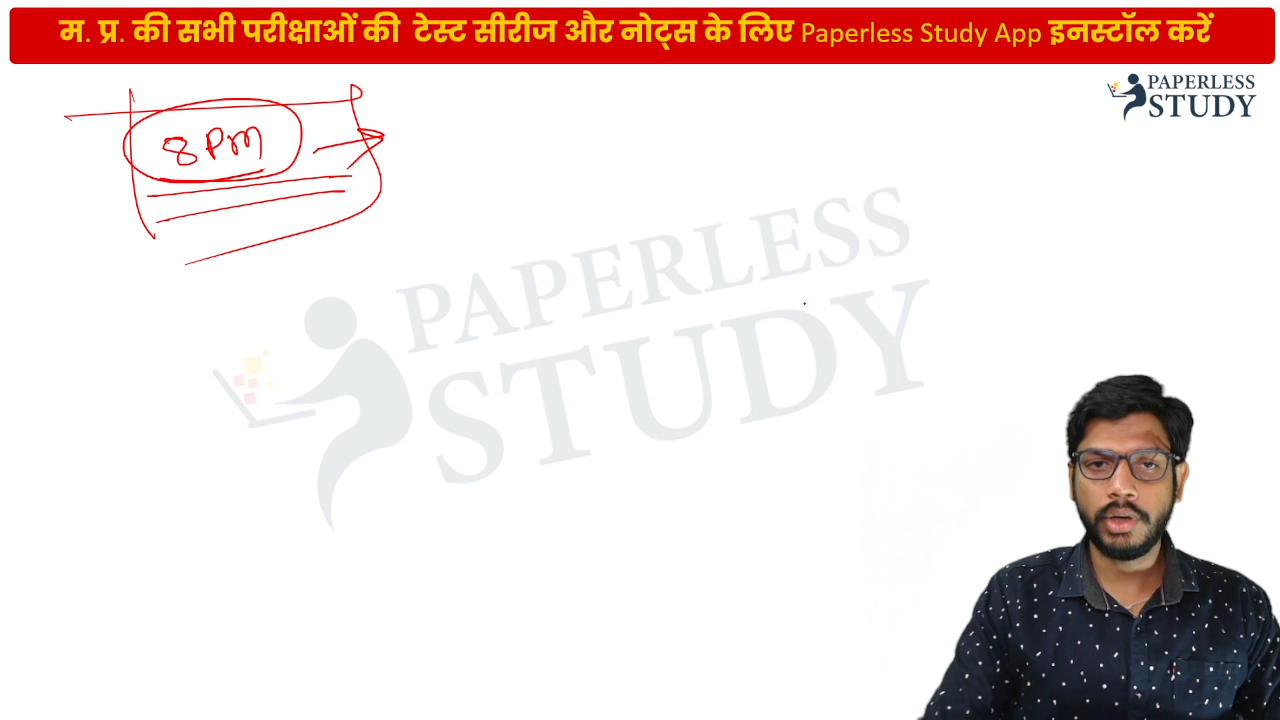 म. प्र. की सभी परीक्षाओं की टेस्ट सीरीज और नोट्स के लिए Paperless Study App इनस्टॉल करें
PAPERLESS
STUDY
8 PM
PAPERLESS
STUDY